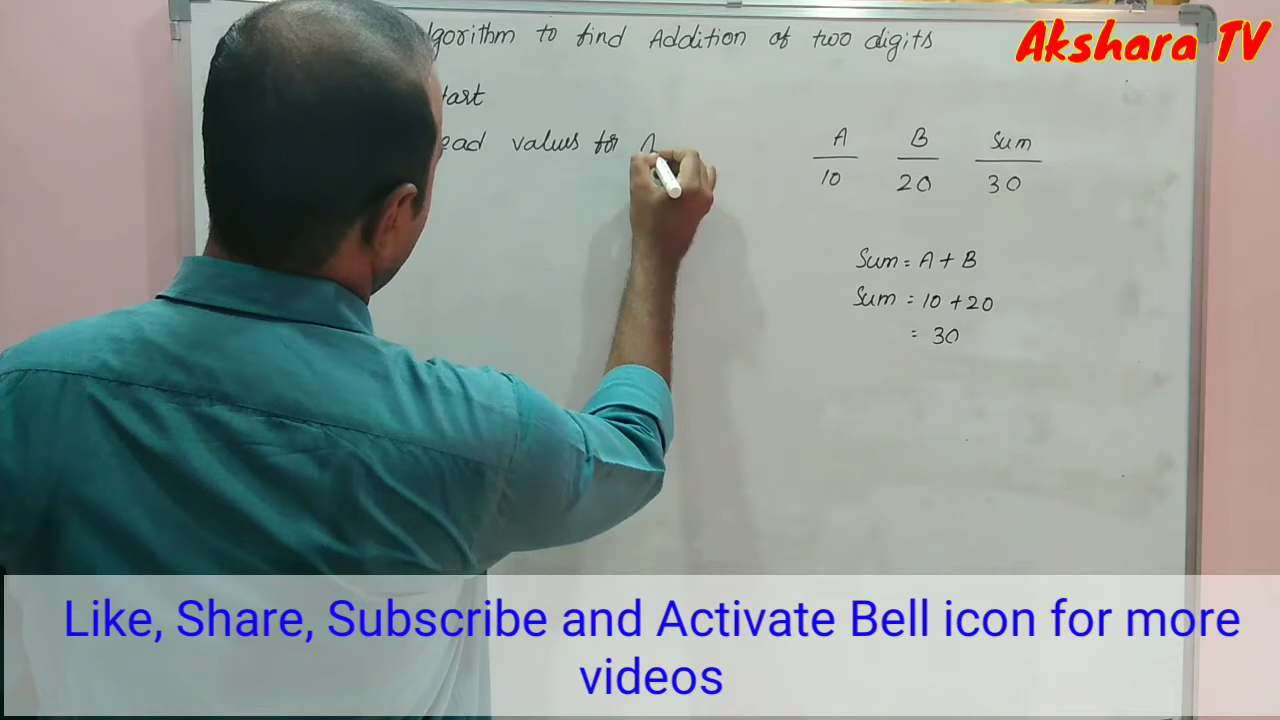 lgorithm to find Addition of two digits
Akshara TV
tart
ead values for A
A B Sum
10 20 30
Sum = A + B
Sum = 10 + 20
= 30
Like, Share, Subscribe and Activate Bell icon for more
videos